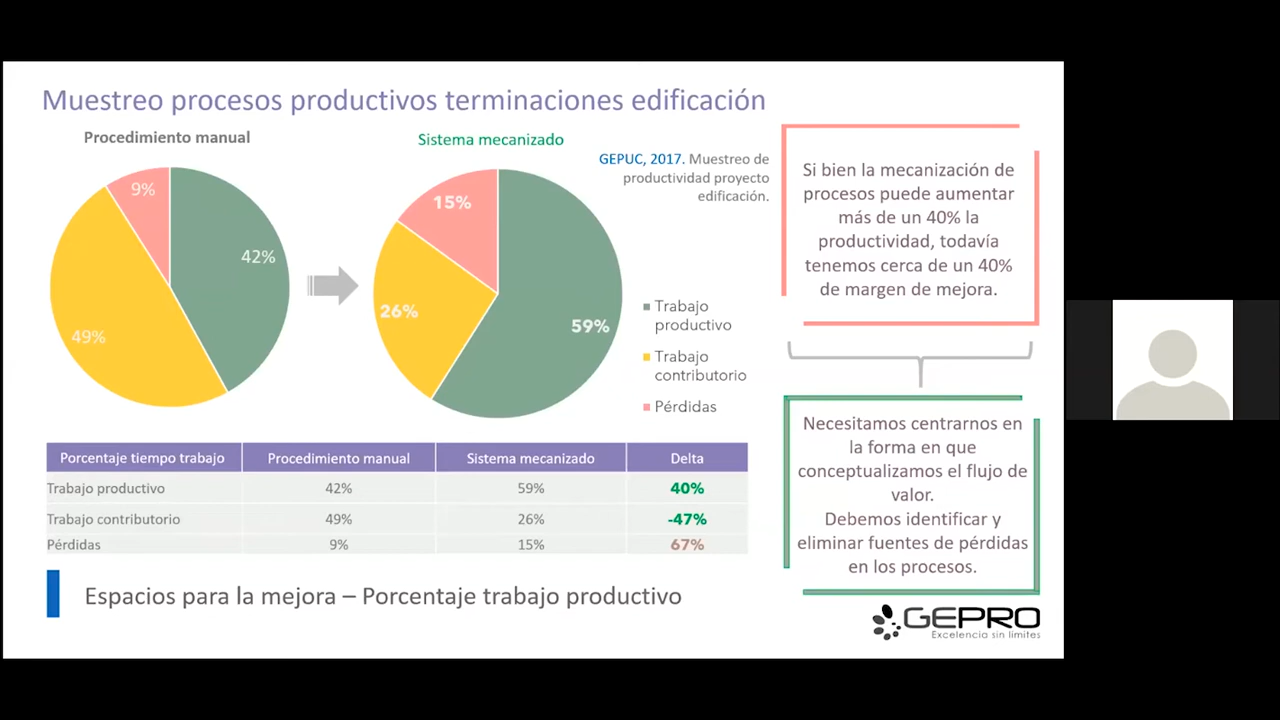 Muestreo procesos productivos terminaciones edificación
Procedimiento manual
9%
42%
49%
Sistema mecanizado
15%
26%
59%
GEPUC, 2017. Muestreo de
productividad proyecto
edificación.
Trabajo
productivo
Trabajo
contributorio
Pérdidas
Si bien la mecanización de
procesos puede aumentar
más de un 40% la
productividad, todavía
tenemos cerca de un 40%
de margen de mejora.
Necesitamos centrarnos en
la forma en que
conceptualizamos el flujo de
valor.
Debemos identificar y
eliminar fuentes de pérdidas
en los procesos.
Porcentaje tiempo trabajo Procedimiento manual Sistema mecanizado Delta
Trabajo productivo 42% 59% 40%
Trabajo contributorio 49% 26% -47%
Pérdidas 9% 15% 67%
Espacios para la mejora – Porcentaje trabajo productivo
GEPRO
Excelencia sin límites